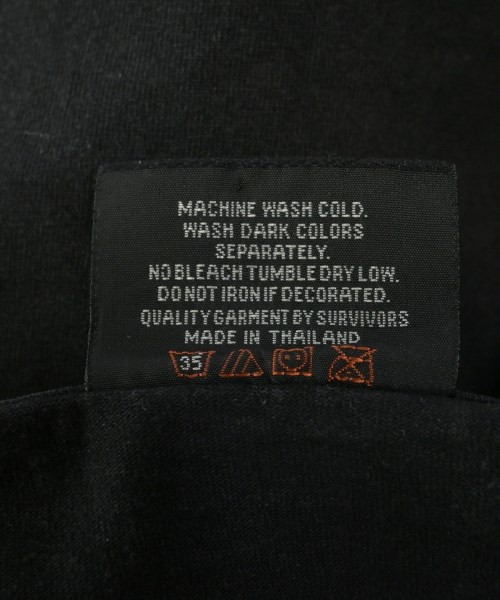 MACHINE WASH COLD.
WASH DARK COLORS
SEPARATELY.
NO BLEACH TUMBLE DRY LOW.
DO NOT IRON IF DECORATED.
QUALITY GARMENT BY SURVIVORS
MADE IN THAILAND
35